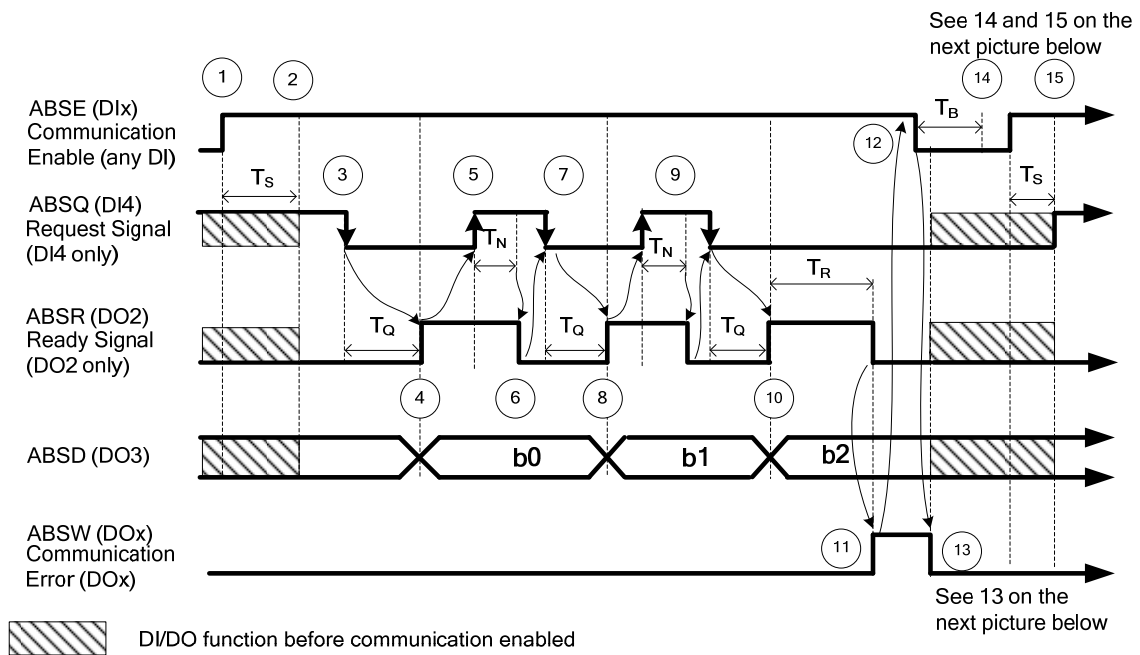 See 14 and 15 on the
next picture below
1
2
14
15
ABSE (DIx)
Communication
Enable (any DI)
TB
12
TS
3
5
7
9
TS
ABSQ (DI4)
Request Signal
(DI4 only)
TN
TN
TR
ABSR (DO2)
Ready Signal
(DO2 only)
TQ
TQ
TQ
4
6
8
10
ABSD (DO3)
b0
b1
b2
ABSW (DOx)
Communication
Error (DOx)
11
13
See 13 on the
next picture below
DI/DO function before communication enabled